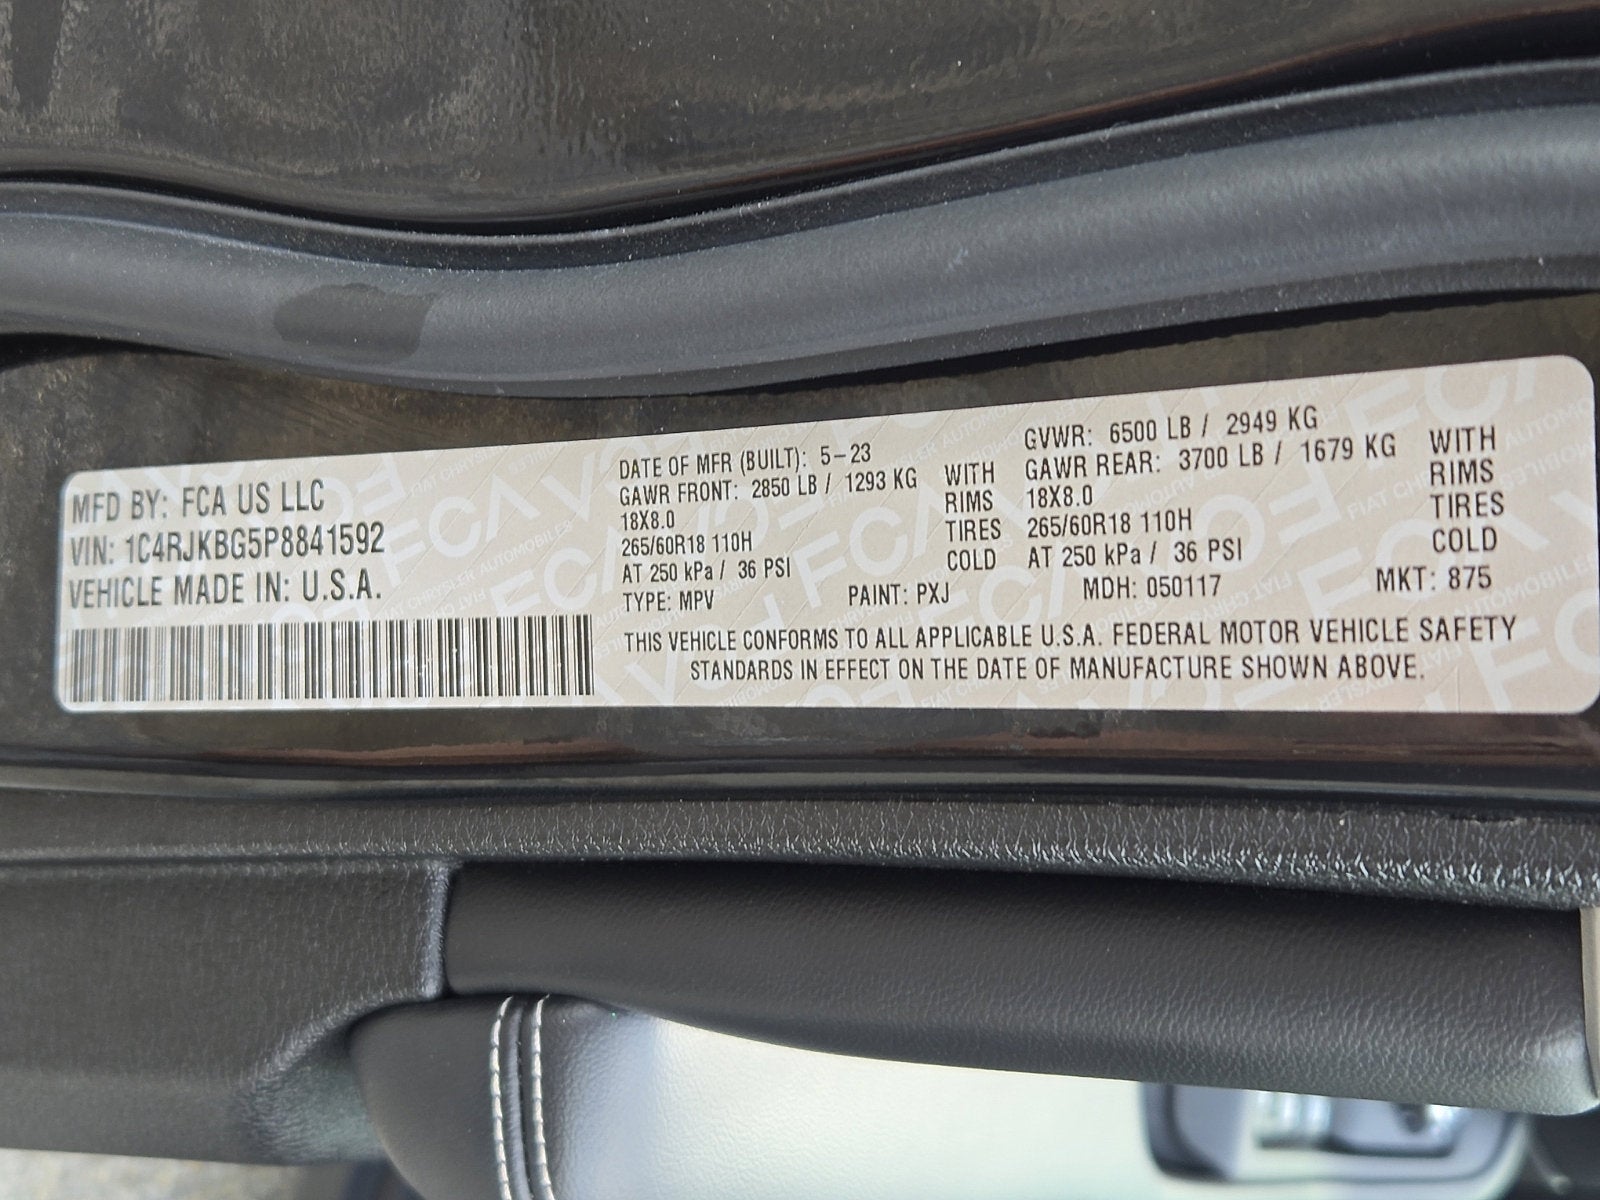 MFD BY: FCA US LLC
VIN: 1C4RJKBG5P8841592
VEHICLE MADE IN: U.S.A.
DATE OF MFR (BUILT): 5-23
GAWR FRONT: 2850 LB / 1293 KG WITH
18X8.0 RIMS
265/60R18 110H TIRES
AT 250 kPa / 36 PSI COLD
GVWR: 6500 LB / 2949 KG
GAWR REAR: 3700 LB / 1679 KG WITH
18X8.0 RIMS
265/60R18 110H TIRES
AT 250 kPa / 36 PSI COLD
TYPE: MPV PAINT: PXJ MDH: 050117 MKT: 875
THIS VEHICLE CONFORMS TO ALL APPLICABLE U.S.A. FEDERAL MOTOR VEHICLE SAFETY
STANDARDS IN EFFECT ON THE DATE OF MANUFACTURE SHOWN ABOVE.